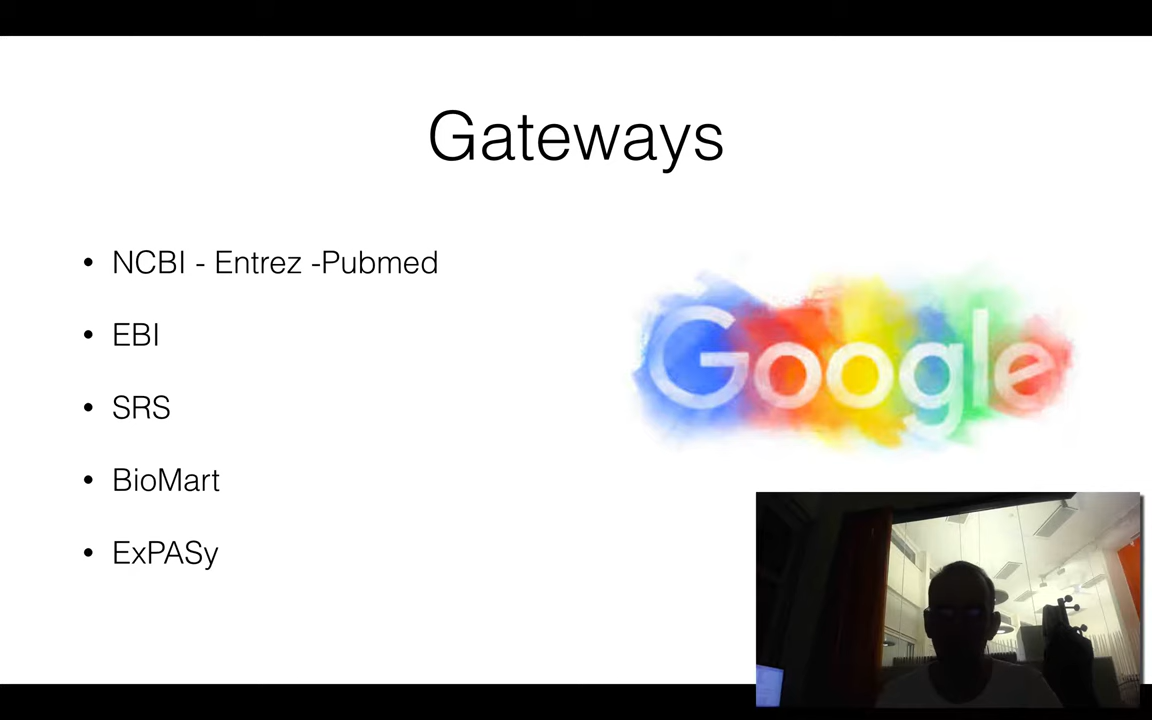 Gateways
• NCBI - Entrez -Pubmed
• EBI
• SRS
• BioMart
• ExPASy
Google